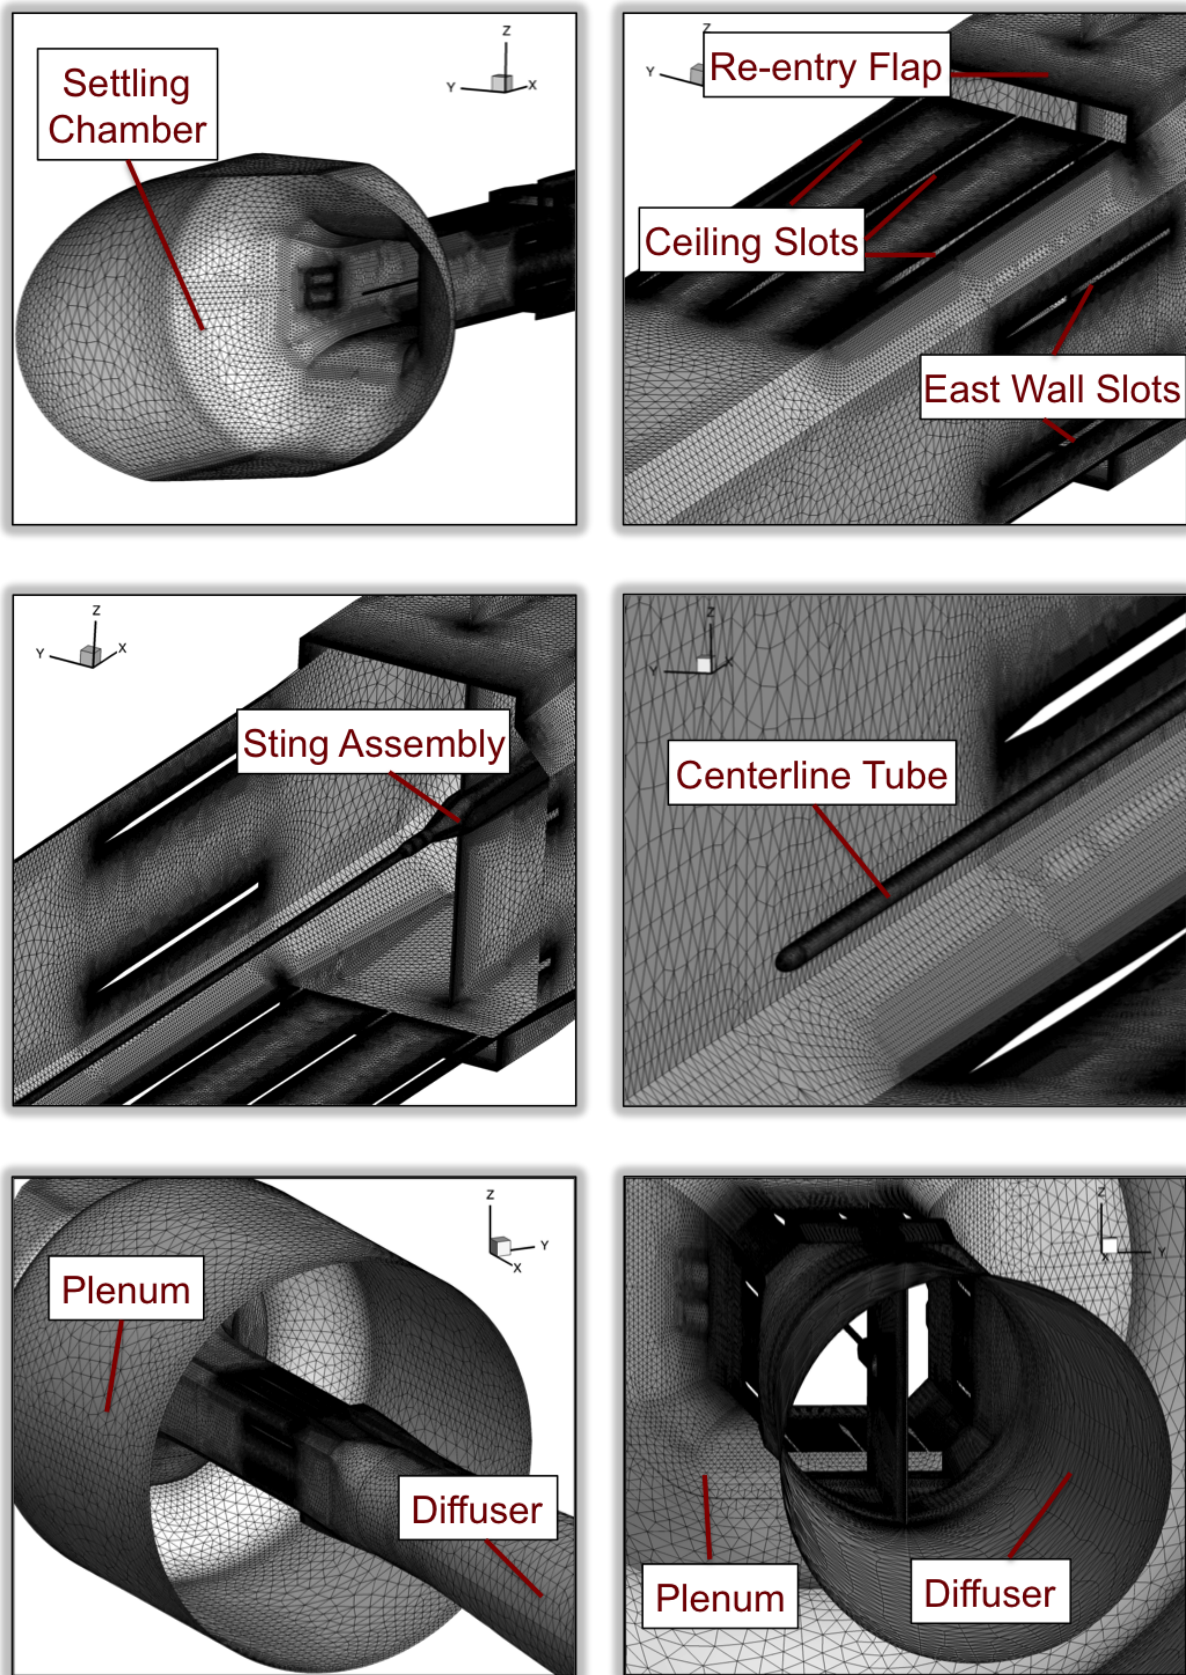 Settling
Chamber
Z
Y
X
Z
Y
Re-entry Flap
Ceiling Slots
East Wall Slots
Z
Y
X
Sting Assembly
Z
Y
X
Centerline Tube
Z
Y
X
Plenum
Diffuser
Z
Y
Plenum
Diffuser